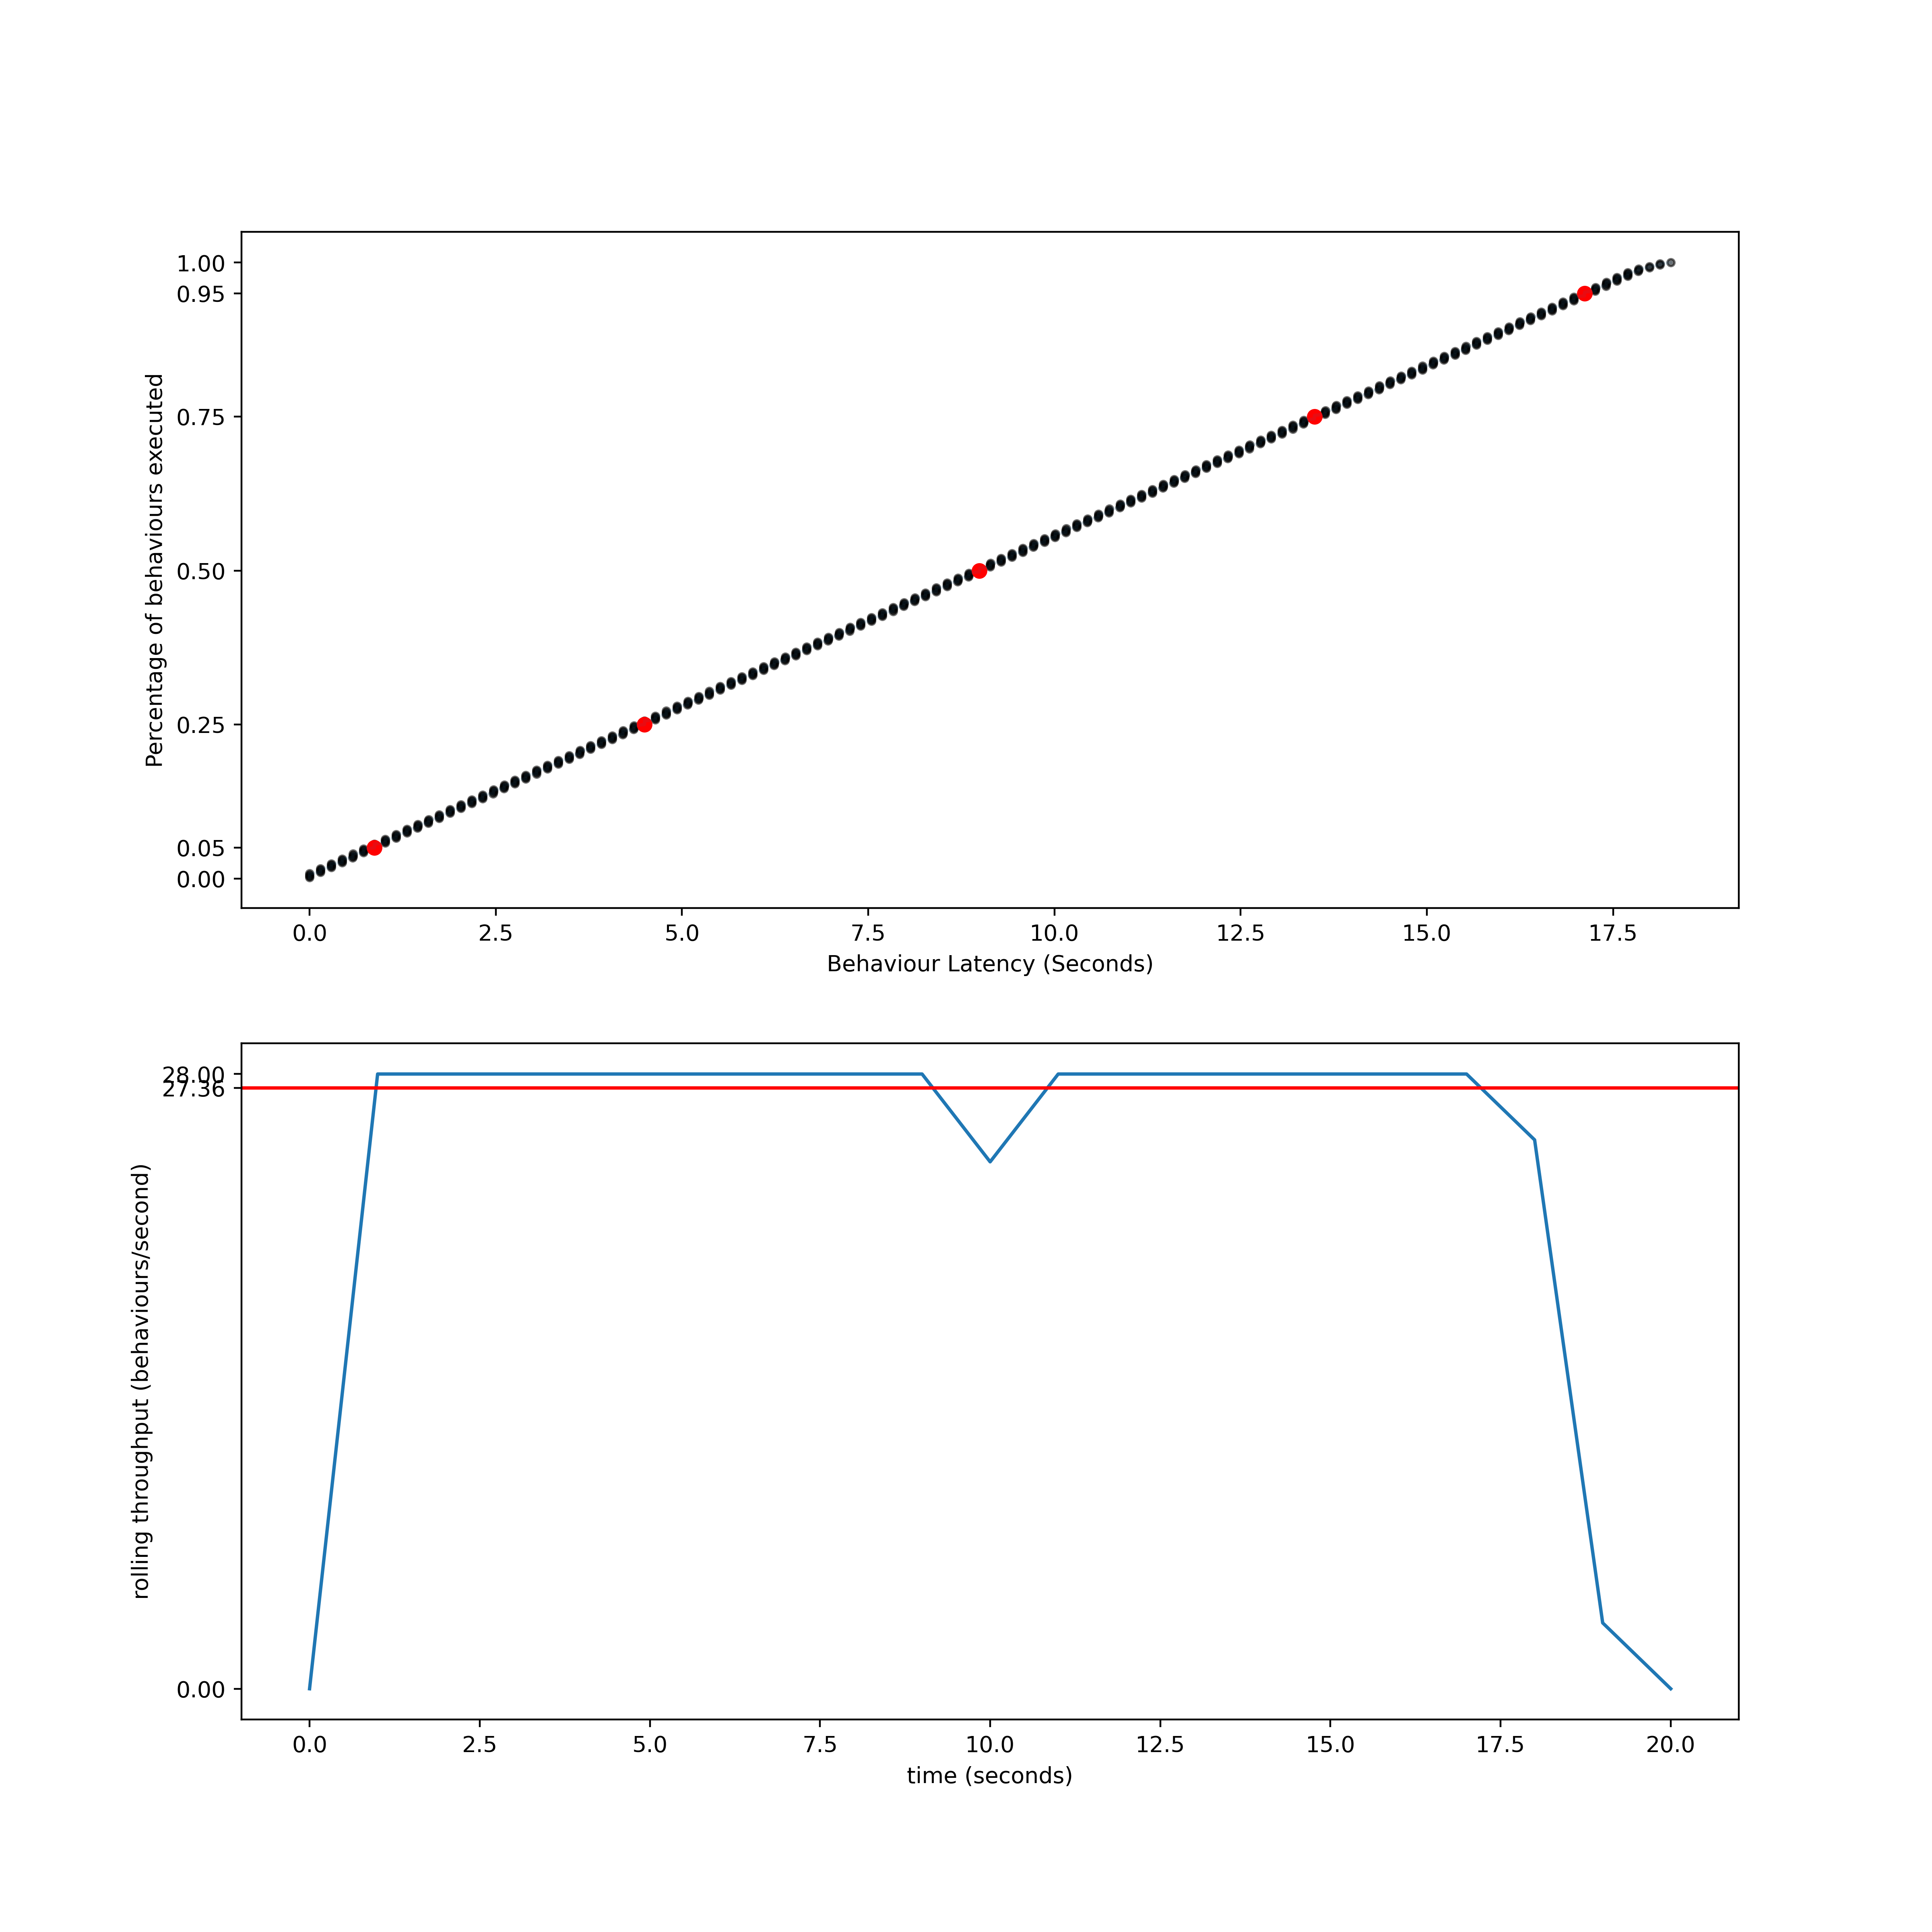 1.00
0.95
0.75
0.50
0.25
0.05
0.00
Percentage of behaviours executed
0.0 2.5 5.0 7.5 10.0 12.5 15.0 17.5
Behaviour Latency (Seconds)
28.00
27.36
0.00
rolling throughput (behaviours/second)
0.0 2.5 5.0 7.5 10.0 12.5 15.0 17.5 20.0
time (seconds)